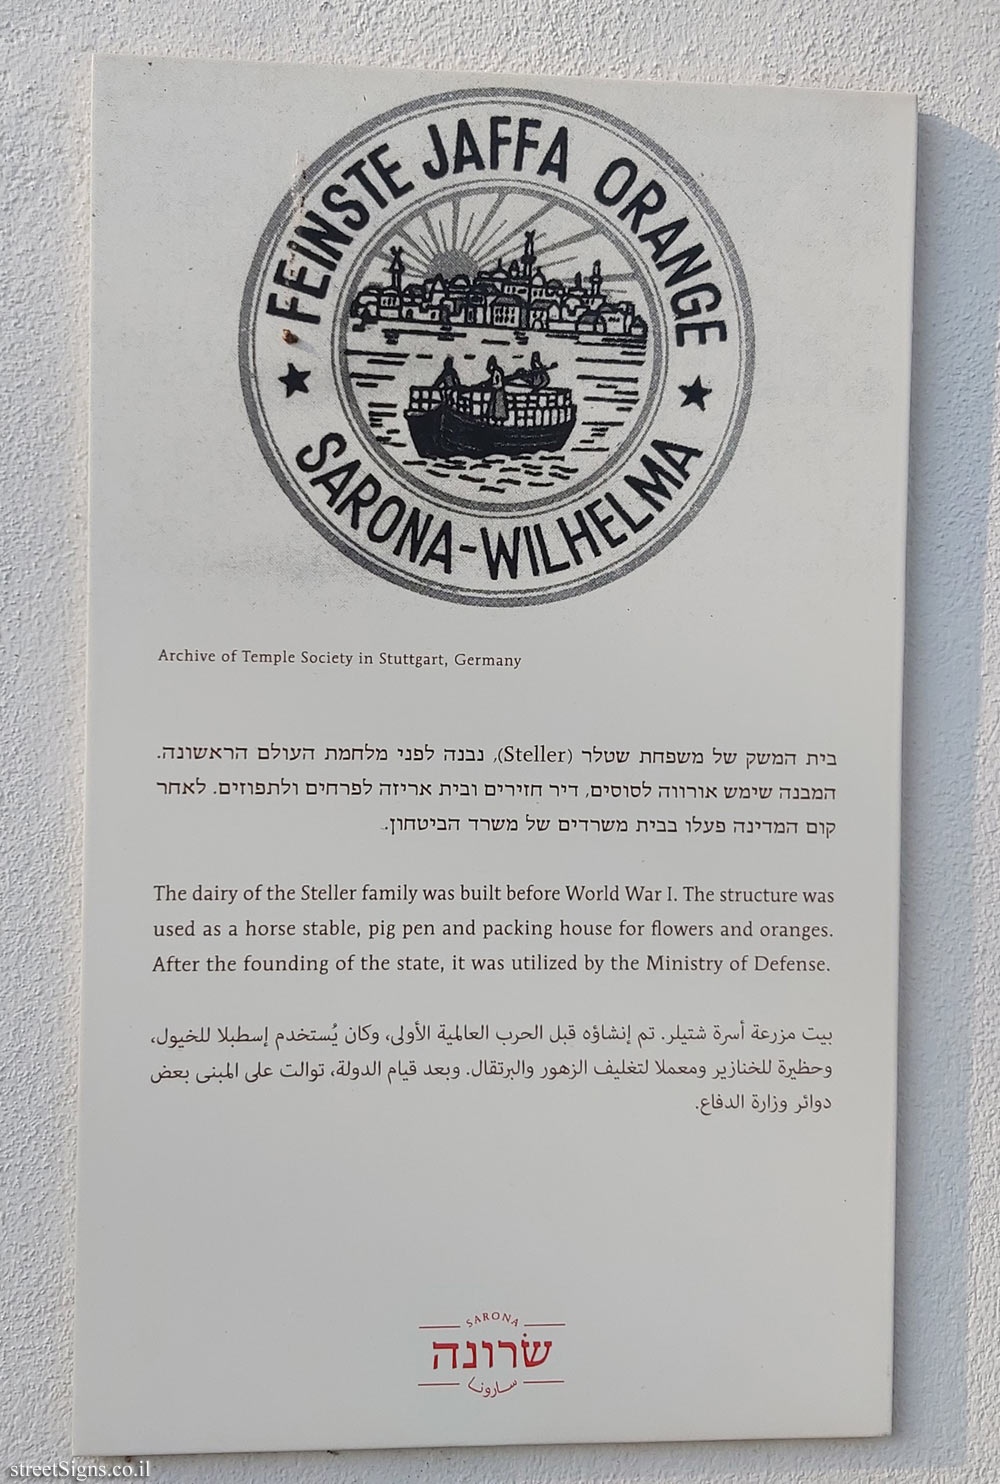 FEINSTE JAFFA ORANGE
SARONA-WILHELMA
Archive of Temple Society in Stuttgart, Germany
בית המשק של משפחת שטלר (Steller), נבנה לפני מלחמת העולם הראשונה.
המבנה שימש אורווה לסוסים, דיר חזירים ובית אריזה לפרחים ולתפוזים. לאחר
קום המדינה פעלו בבית משרדים של משרד הביטחון.
The dairy of the Steller family was built before World War I. The structure was
used as a horse stable, pig pen and packing house for flowers and oranges.
After the founding of the state, it was utilized by the Ministry of Defense.
بيت مزرعة أسرة شتيلر. تم إنشاؤه قبل الحرب العالمية الأولى، وكان يُستخدم إسطبلا للخيول،
وحظيرة للخنازير ومعملا لتغليف الزهور والبرتقال. وبعد قيام الدولة، توالت على المبنى بعض
دوائر وزارة الدفاع.
SARONA
שׂרונה
سارونا
streetSigns.co.il